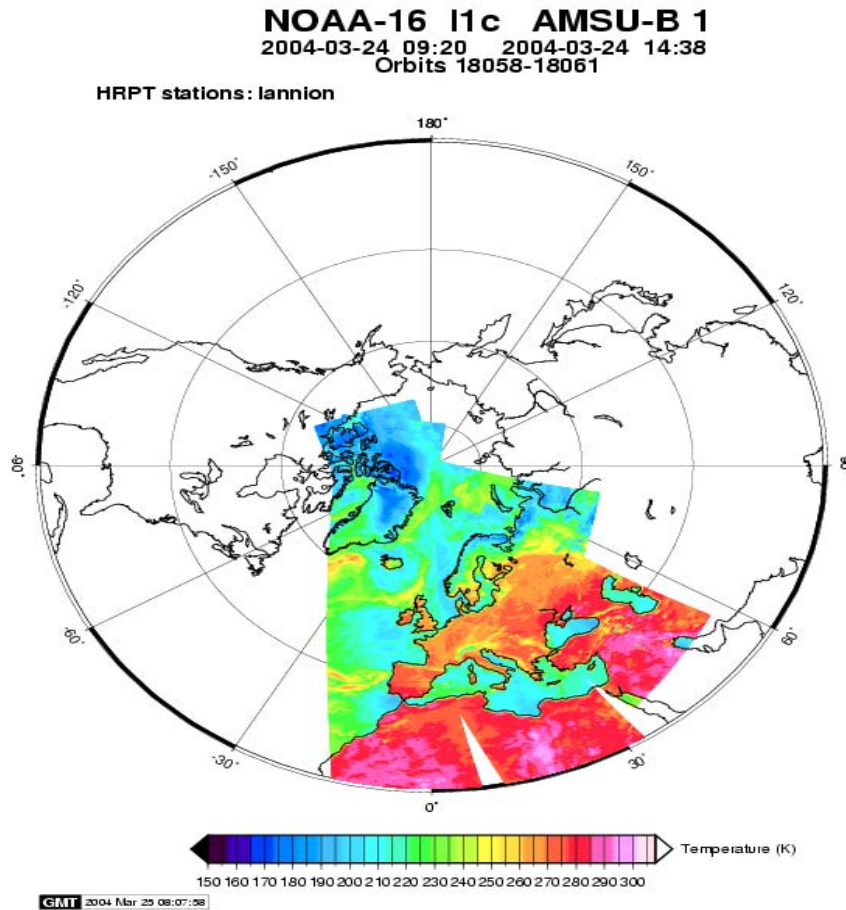 NOAA-16 l1c AMSU-B 1
2004-03-24 09:20 2004-03-24 14:38
Orbits 18058-18061
HRPT stations: lannion
180°
-150°
150°
-120°
120°
-90°
90
-60°
60°
-30°
30°
0°
150 160 170 180 190 200 210 220 230 240 250 260 270 280 290 300
Temperature (K)
GMT 2004 Mar 25 08:07:58